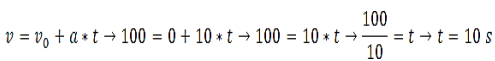 v = v₀ + a * t → 100 = 0 + 10 * t → 100 = 10 * t → 100/10 = t → t = 10 s